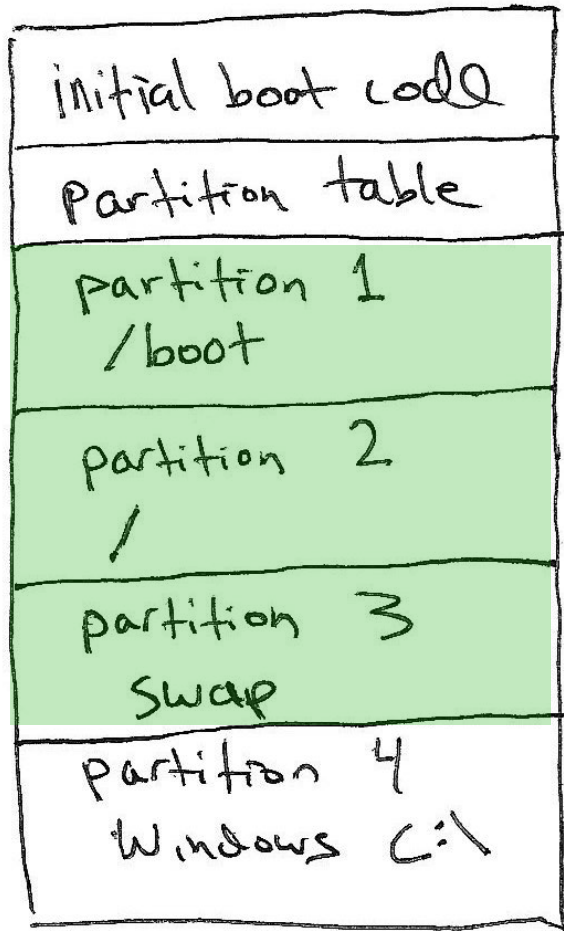 initial boot code
partition table
partition 1
/boot
partition 2
/
partition 3
swap
partition 4
Windows C:\